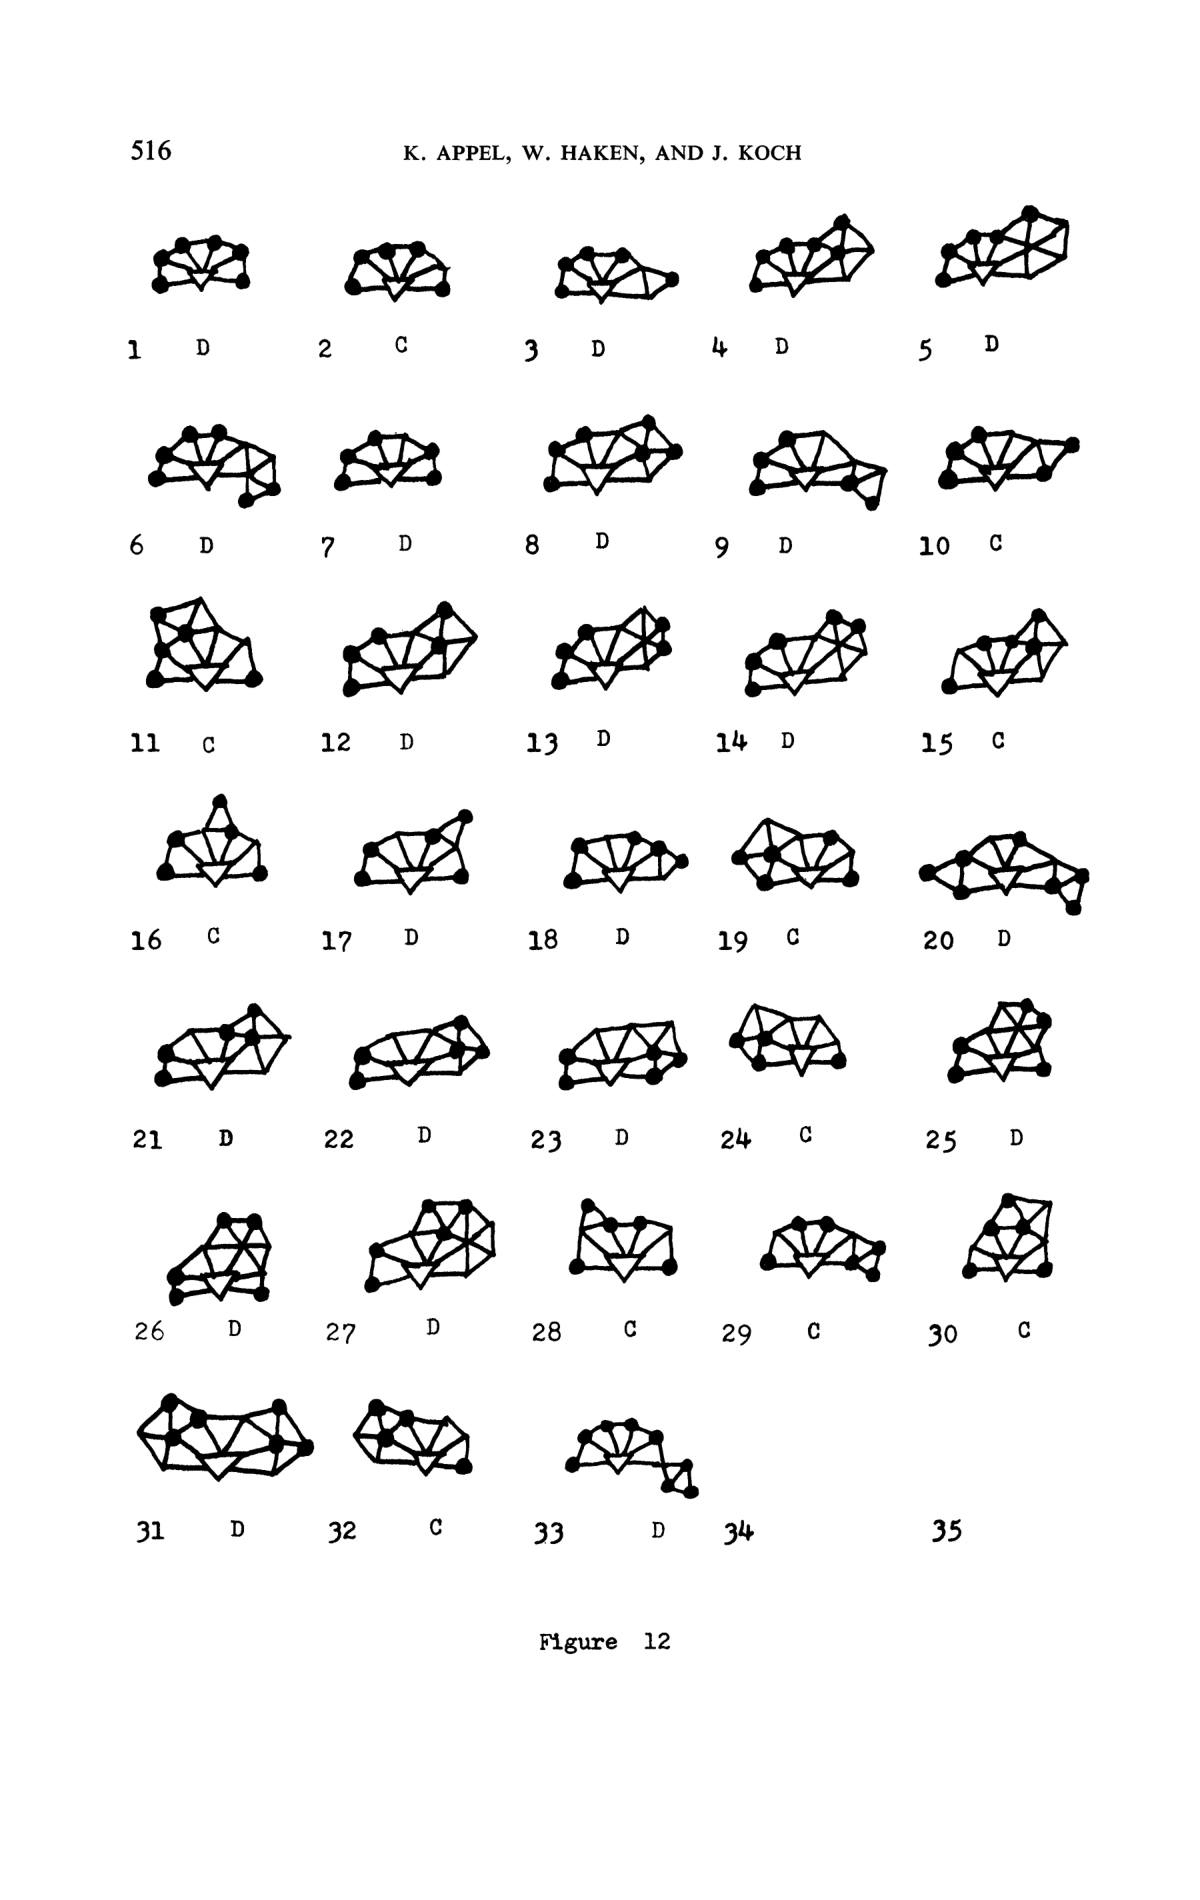 516 K. APPEL, W. HAKEN, AND J. KOCH
1 D 2 C 3 D 4 D 5 D
6 D 7 D 8 D 9 D 10 C
11 C 12 D 13 D 14 D 15 C
16 C 17 D 18 D 19 C 20 D
21 D 22 D 23 D 24 C 25 D
26 D 27 D 28 C 29 C 30 C
31 D 32 C 33 D 34 35
Figure 12